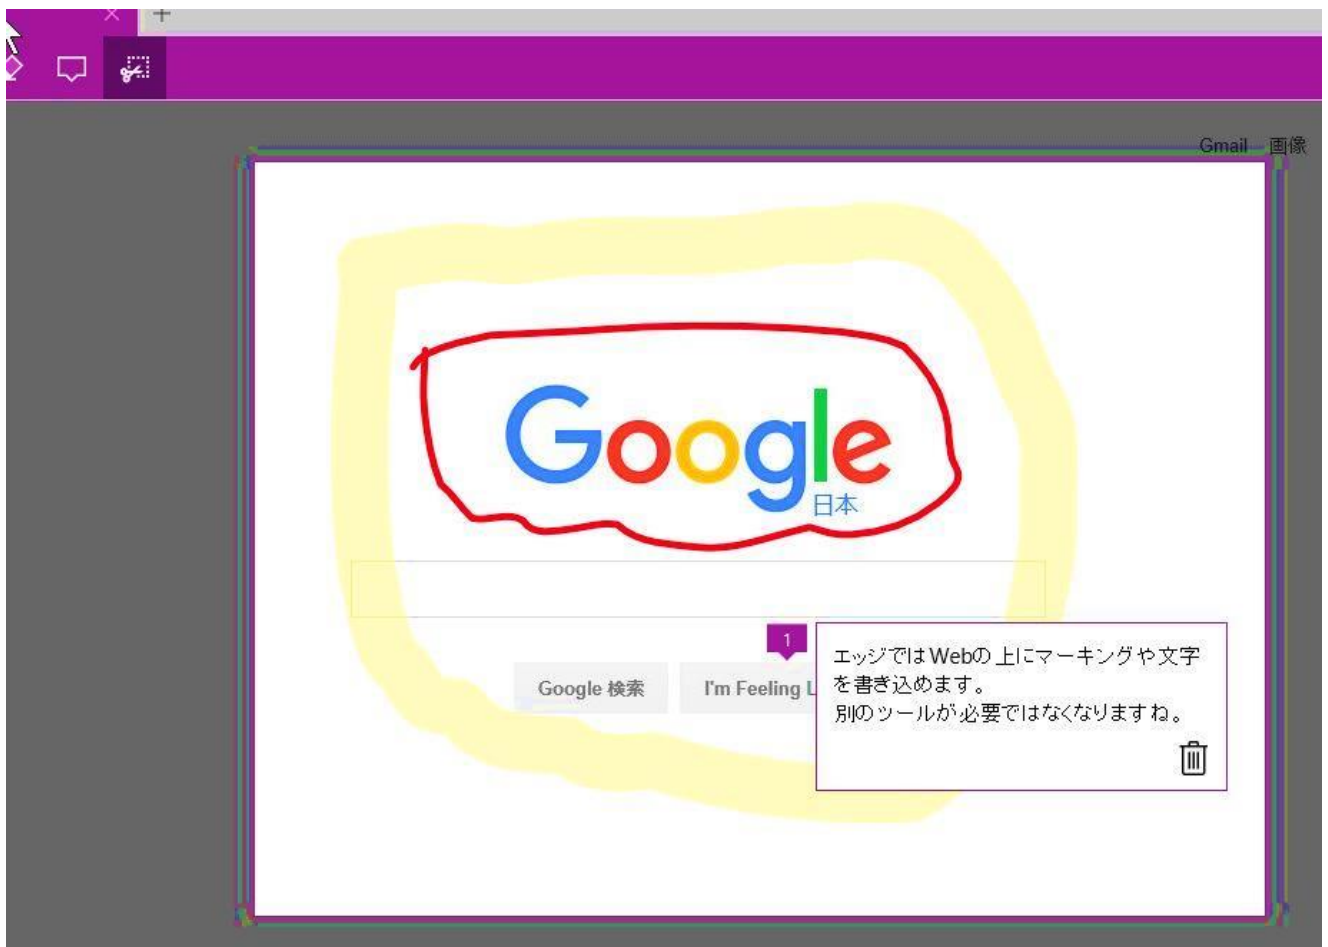 Gmail 画像
Google
日本
1
エッジではWebの上にマーキングや文字
を書き込めます。
別のツールが必要ではなくなりますね。
Google 検索 I'm Feeling L